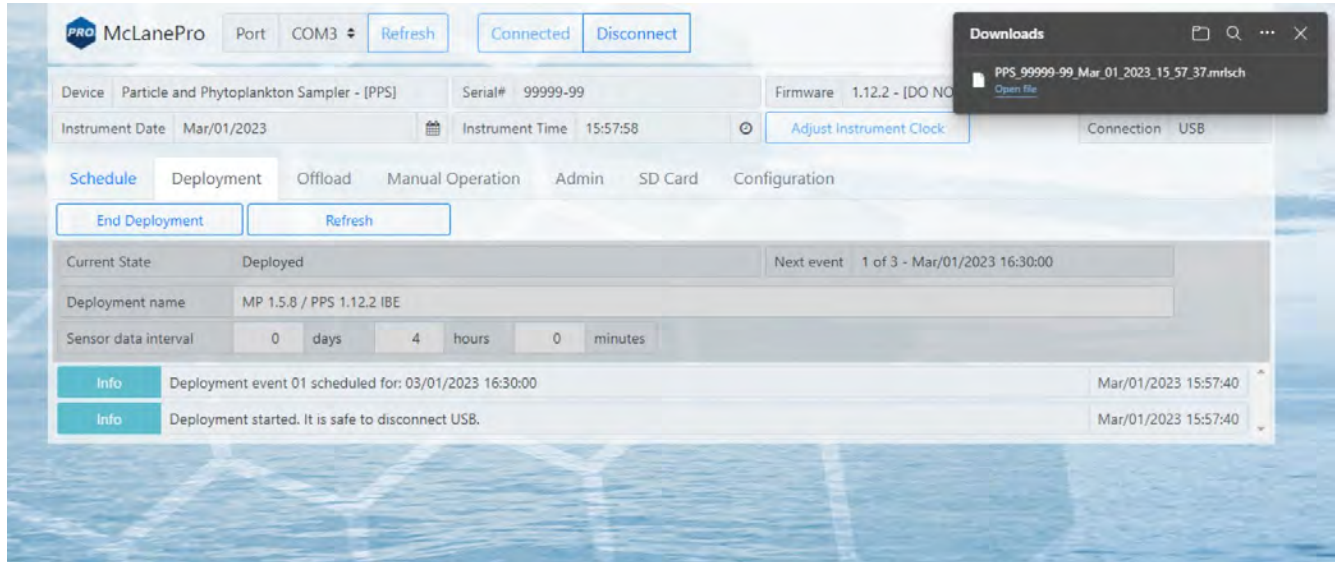 PRO McLanePro Port COM3 Refresh Connected Disconnect
Downloads
PPS_99999-99_Mar_01_2023_15_57_37.mrlsch
Open file
Device Particle and Phytoplankton Sampler - [PPS] Serial# 99999-99 Firmware 1.12.2 - [DO NO
Instrument Date Mar/01/2023 Instrument Time 15:57:58 Adjust Instrument Clock Connection USB
Schedule Deployment Offload Manual Operation Admin SD Card Configuration
End Deployment Refresh
Current State Deployed Next event 1 of 3 - Mar/01/2023 16:30:00
Deployment name MP 1.5.8 / PPS 1.12.2 IBE
Sensor data interval 0 days 4 hours 0 minutes
Info Deployment event 01 scheduled for: 03/01/2023 16:30:00 Mar/01/2023 15:57:40
Info Deployment started. It is safe to disconnect USB. Mar/01/2023 15:57:40